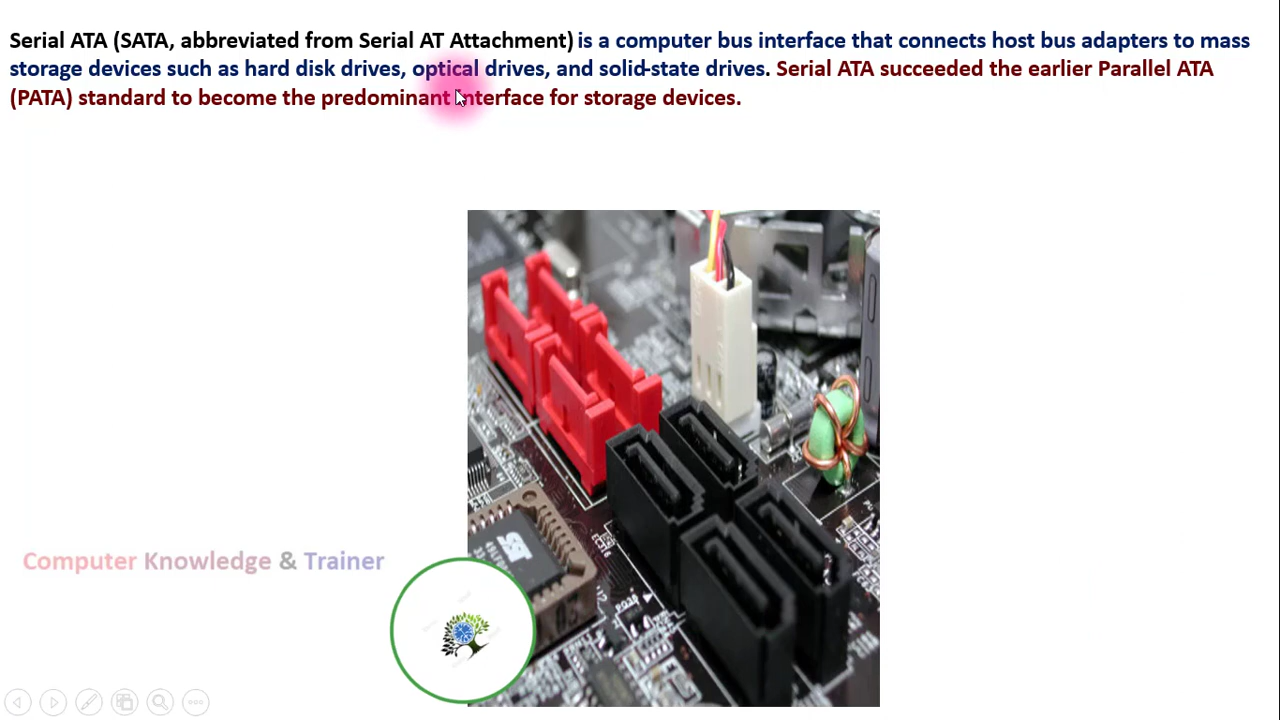 Serial ATA (SATA, abbreviated from Serial AT Attachment) is a computer bus interface that connects host bus adapters to mass
storage devices such as hard disk drives, optical drives, and solid-state drives. Serial ATA succeeded the earlier Parallel ATA
(PATA) standard to become the predominant interface for storage devices.
Computer Knowledge & Trainer